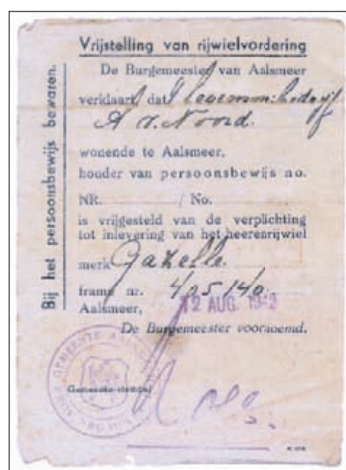 Vrijstelling van rijwielvordering
De Burgemeester van Aalsmeer
verklaart dat
A v. Noord.
wonende te Aalsmeer,
houder van persoonsbewijs no.
NR. / No.
is vrijgesteld van de verplichting
tot inlevering van het heerenrijwiel
merk Gazelle.
frame nr.
Aalsmeer, 12 AUG. 1942
De Burgemeester voornoemd.
Gemeente-stempel
Bij het persoonsbewijs bewaren.